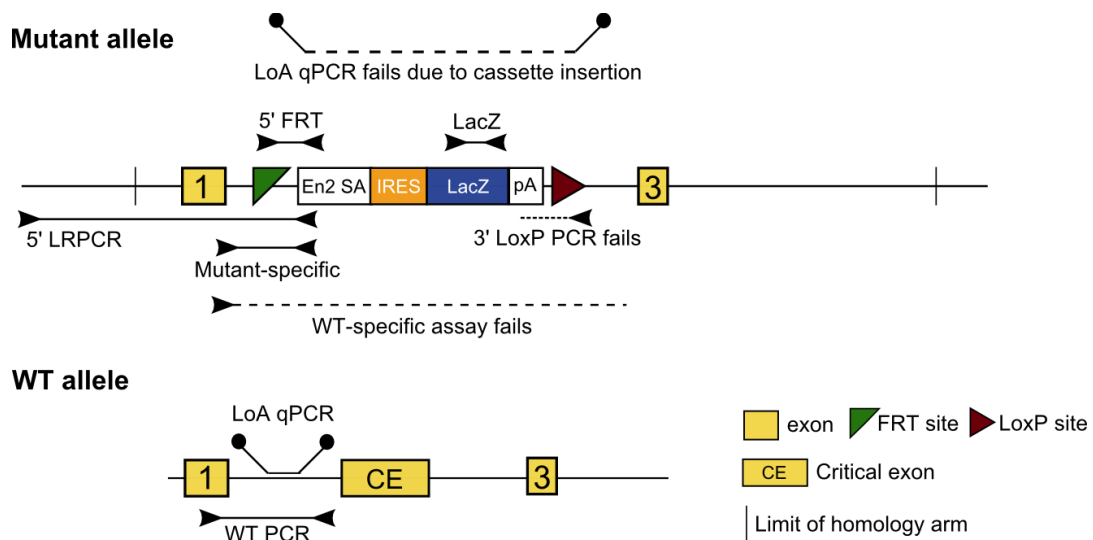 Mutant allele
LoA qPCR fails due to cassette insertion
5' FRT
LacZ
1
En2 SA
IRES
LacZ
pA
3
5' LRPCR
3' LoxP PCR fails
Mutant-specific
WT-specific assay fails
WT allele
LoA qPCR
1
CE
3
WT PCR
exon
FRT site
LoxP site
CE
Critical exon
Limit of homology arm